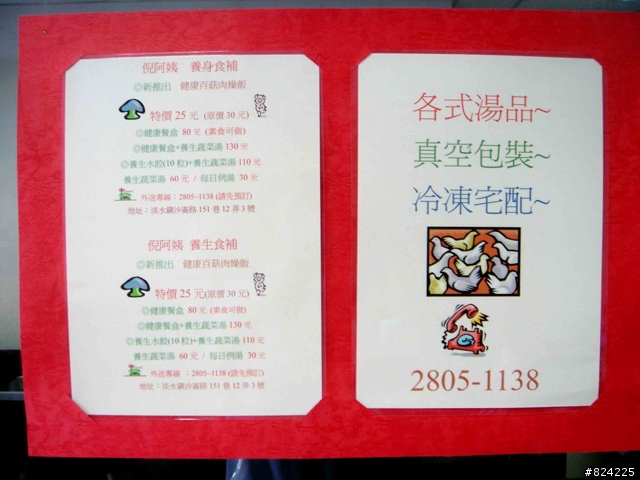 倪阿姨 養身食補
◎新推出 健康百菇肉燥飯
特價 25 元 (原價 30 元)
◎健康餐盒 80 元 (素食可做)
◎健康餐盒+養生蔬菜湯 130 元
◎養生水餃(10 粒)+養生蔬菜湯 110 元
養生蔬菜湯 60 元 / 每日例湯 30 元
外送專線：2805-1138 (請先預訂)
地址：淡水鎮沙崙路 151 巷 12 弄 3 號
倪阿姨 養生食補
◎新推出 健康百菇肉燥飯
特價 25 元(原價 30 元)
◎健康餐盒 80 元 (素食可做)
◎健康餐盒+養生蔬菜湯 130 元
◎養生水餃(10 粒)+養生蔬菜湯 110 元
養生蔬菜湯 60 元 / 每日例湯 30 元
外送專線 ：2805-1138 (請先預訂)
地址：淡水鎮沙崙路 151 巷 12 弄 3 號
各式湯品~
真空包裝~
冷凍宅配~
2805-1138
#824225